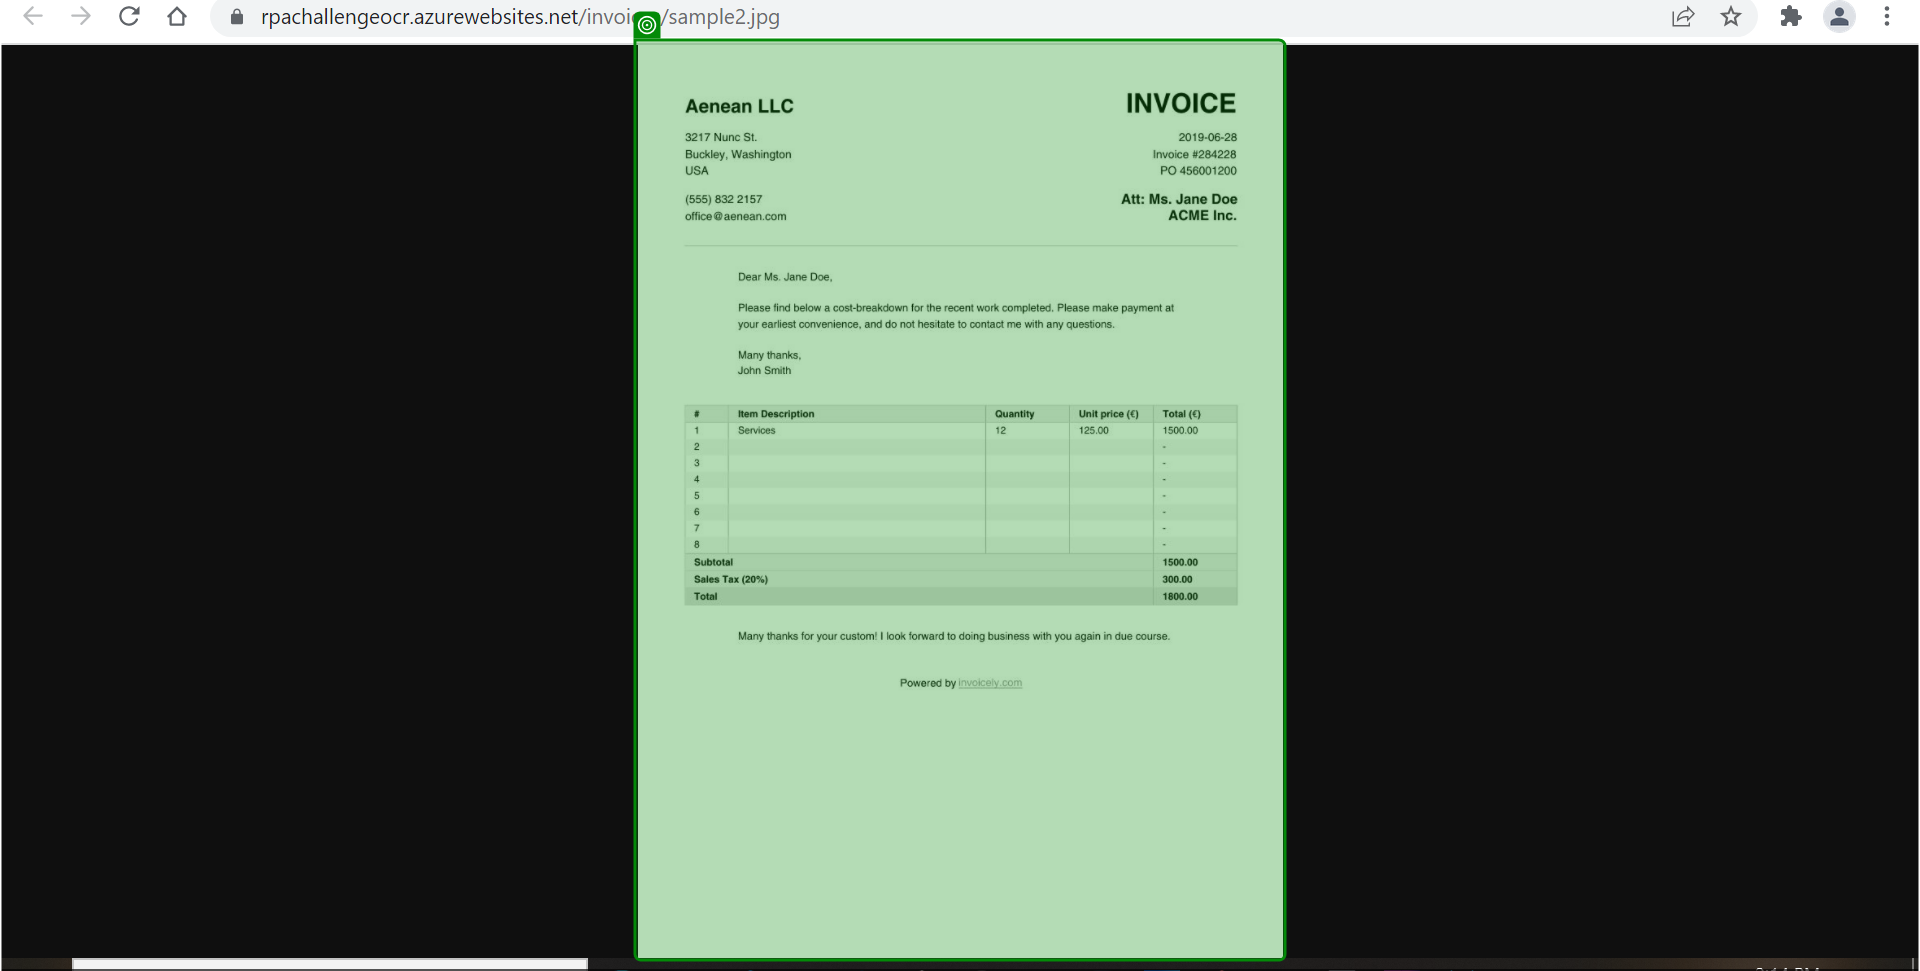 rpachallengeocr.azurewebsites.net/invoi /sample2.jpg
Aenean LLC
INVOICE
3217 Nunc St.
Buckley, Washington
USA
2019-06-28
Invoice #284228
PO 456001200
(555) 832 2157
office@aenean.com
Att: Ms. Jane Doe
ACME Inc.
Dear Ms. Jane Doe,
Please find below a cost-breakdown for the recent work completed. Please make payment at
your earliest convenience, and do not hesitate to contact me with any questions.
Many thanks,
John Smith
# Item Description Quantity Unit price (€) Total (€)
1 Services 12 125.00 1500.00
2 -
3 -
4 -
5 -
6 -
7 -
8 -
Subtotal 1500.00
Sales Tax (20%) 300.00
Total 1800.00
Many thanks for your custom! I look forward to doing business with you again in due course.
Powered by invoicely.com